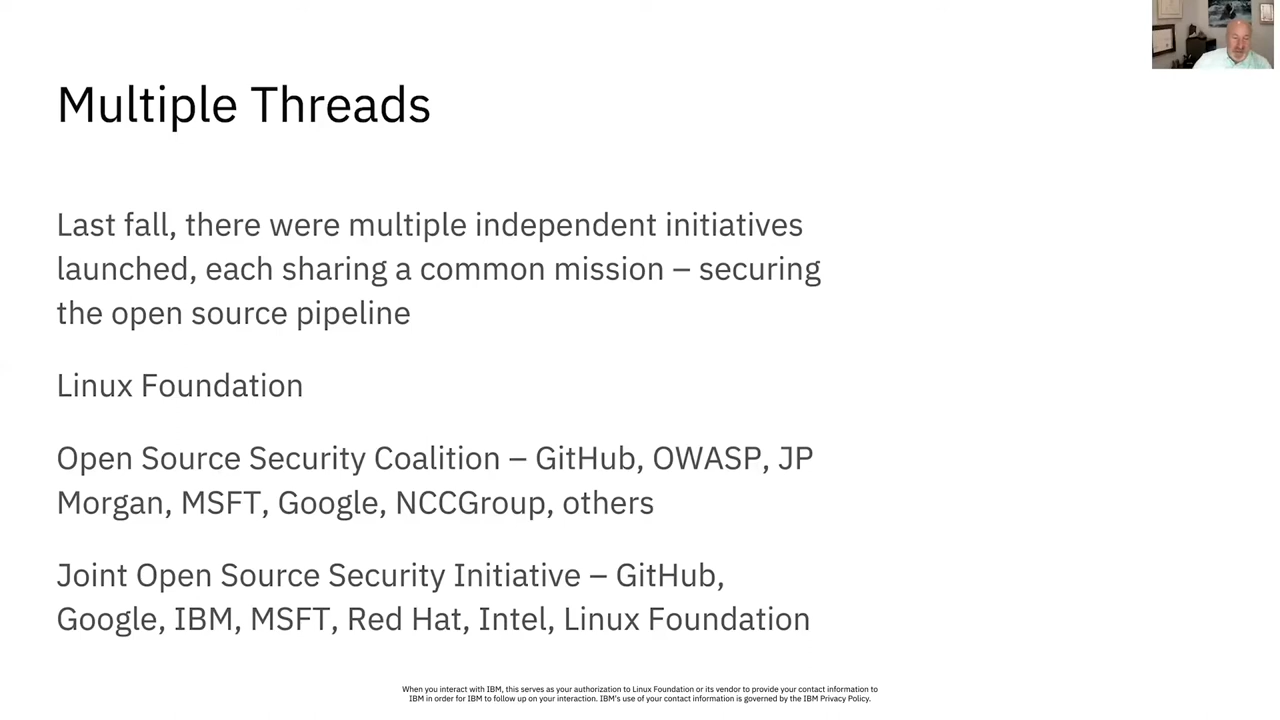 Multiple Threads
Last fall, there were multiple independent initiatives
launched, each sharing a common mission – securing
the open source pipeline
Linux Foundation
Open Source Security Coalition – GitHub, OWASP, JP
Morgan, MSFT, Google, NCCGroup, others
Joint Open Source Security Initiative – GitHub,
Google, IBM, MSFT, Red Hat, Intel, Linux Foundation
When you interact with IBM, this serves as your authorization to Linux Foundation or its vendor to provide your contact information to
IBM in order for IBM to follow up on your interaction. IBM's use of your contact information is governed by the IBM Privacy Policy.